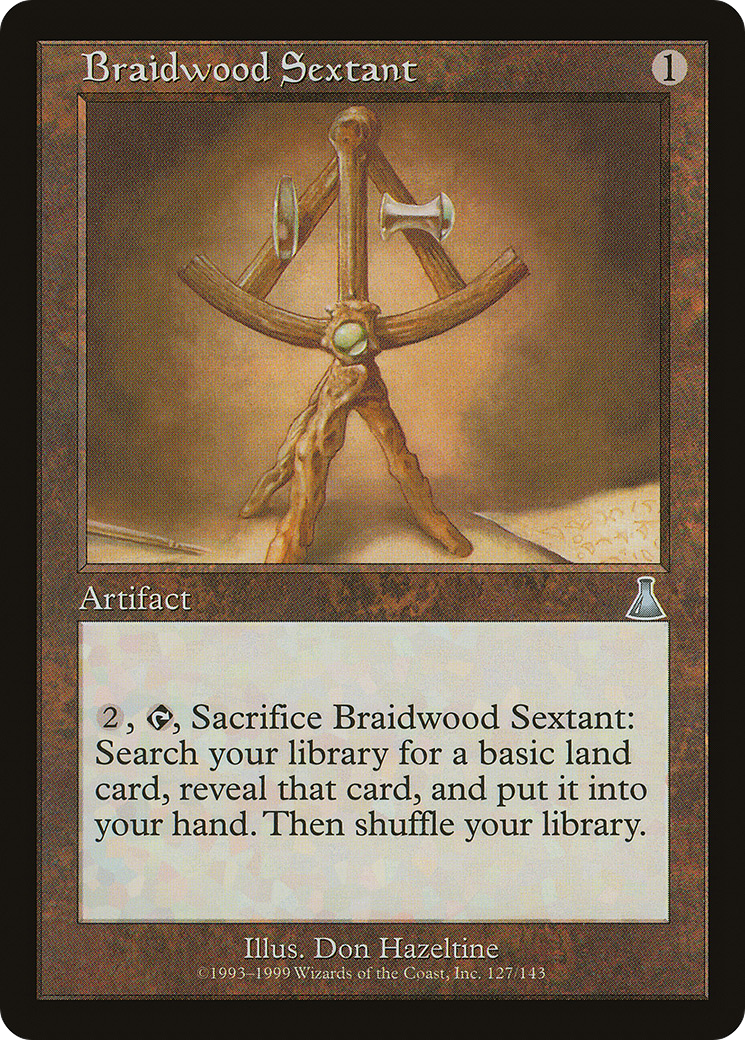 Braidwood Sextant 1
Artifact
2, , Sacrifice Braidwood Sextant:
Search your library for a basic land
card, reveal that card, and put it into
your hand. Then shuffle your library.
Illus. Don Hazeltine
©1993–1999 Wizards of the Coast, Inc. 127/143